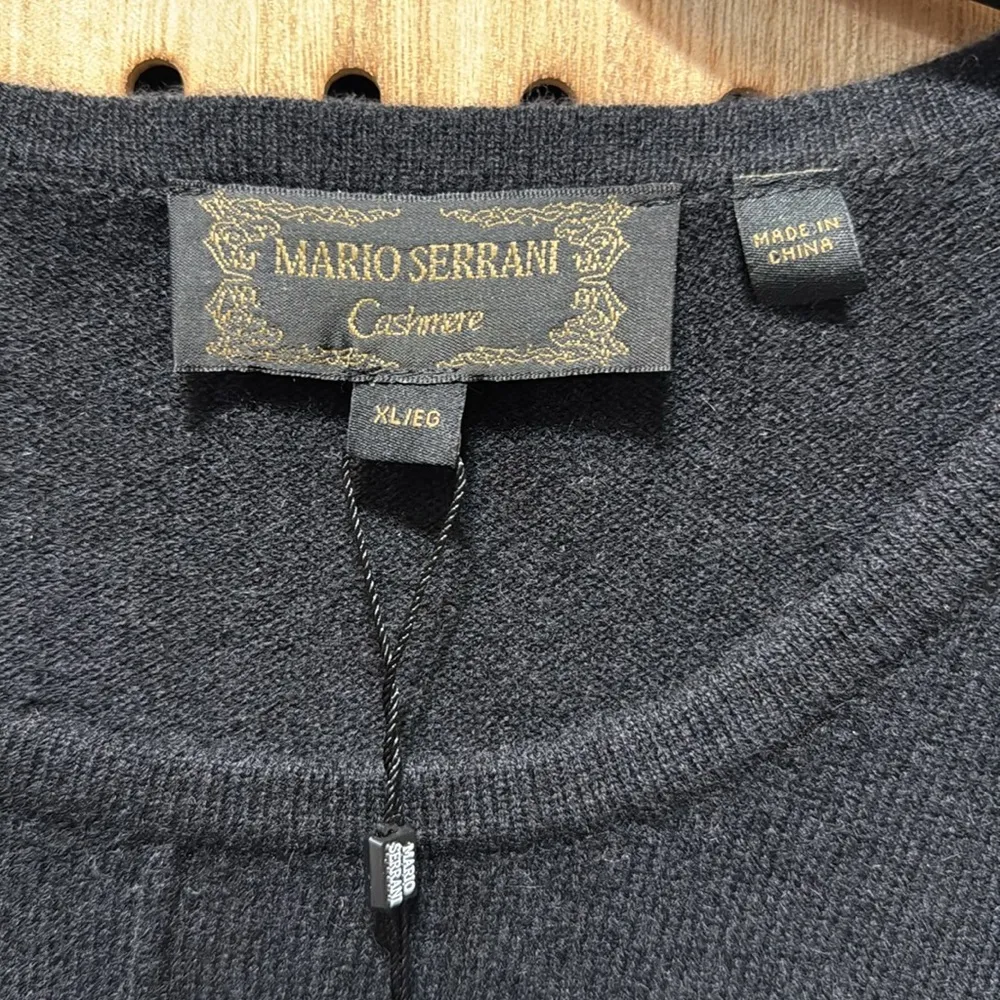 MARIO SERRANI
Cashmere
MADE IN
CHINA
XL/EG
MARIO
SERRANI